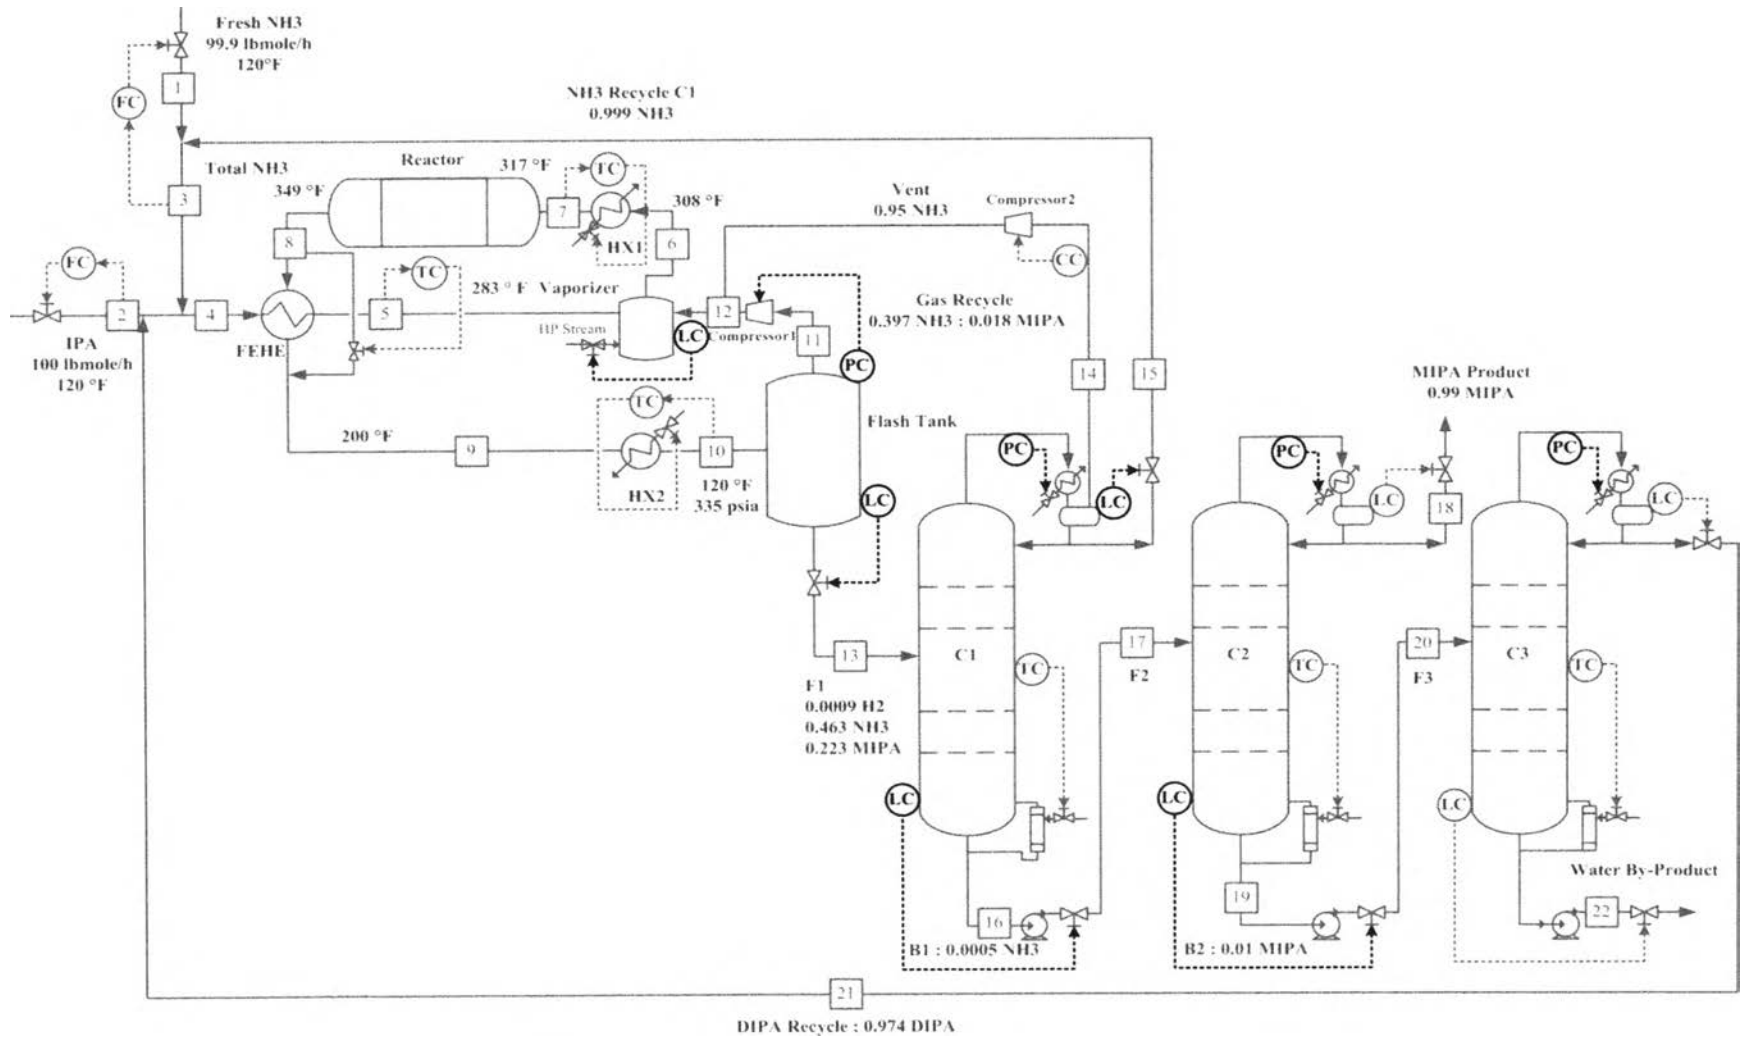 Fresh NH3
99.9 lbmole/h
120°F
1
FC
NH3 Recycle C1
0.999 NH3
Total NH3
3
349 °F
Reactor
317 °F
TC
7
308 °F
Vent
0.95 NH3
Compressor2
8
HX1
6
FC
TC
CC
2
4
5
283 ° F
Vaporizer
Gas Recycle
0.397 NH3 : 0.018 MIPA
12
HP Stream
LC
Compressor1
11
IPA
100 lbmole/h
120 °F
FEHE
PC
14
15
MIPA Product
0.99 MIPA
TC
Flash Tank
200 °F
9
10
HX2
120 °F
335 psia
PC
LC
PC
LC
18
PC
LC
LC
13
C1
17
C2
20
C3
TC
TC
TC
F1
0.0009 H2
0.463 NH3
0.223 MIPA
F2
F3
LC
LC
LC
Water By-Product
16
19
22
B1 : 0.0005 NH3
B2 : 0.01 MIPA
21
DIPA Recycle : 0.974 DIPA